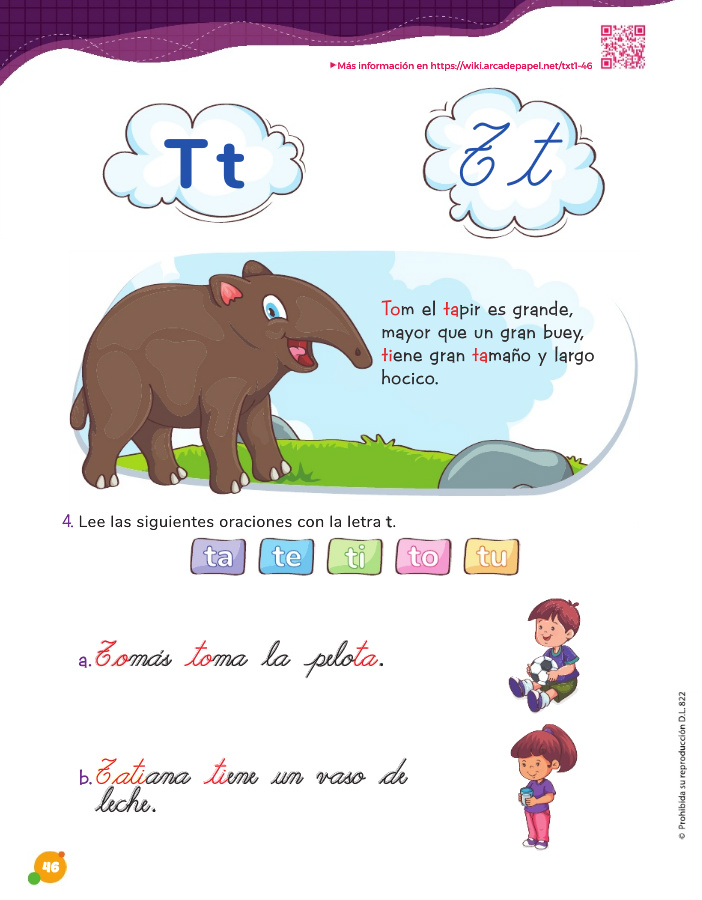 ▶Más información en https://wiki.arcadepapel.net/txt1-46
T t
T t
Tom el tapir es grande,
mayor que un gran buey,
tiene gran tamaño y largo
hocico.
4. Lee las siguientes oraciones con la letra t.
ta te ti to tu
a. Tomás toma la pelota.
b. Tatiana tiene un vaso de
leche.
© Prohibida su reproducción D.L. 822
46